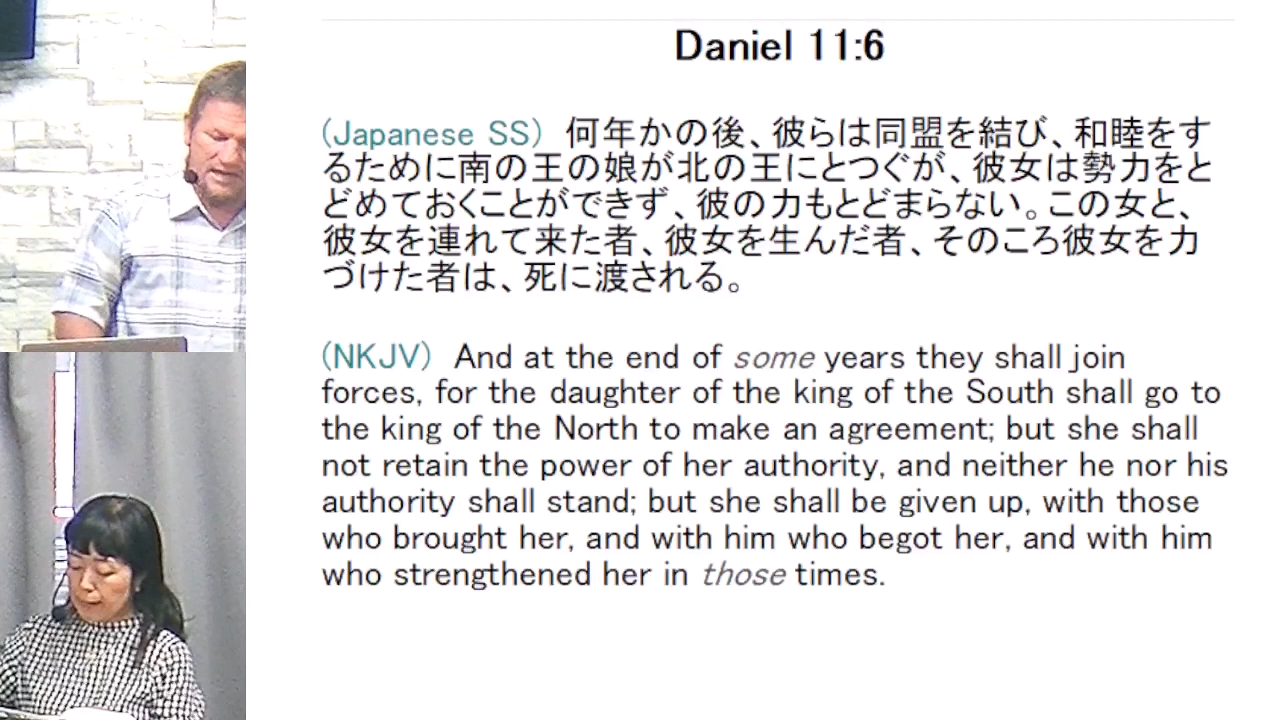 Daniel 11:6
(Japanese SS) 何年かの後、彼らは同盟を結び、和睦をす
るために南の王の娘が北の王にとつぐが、彼女は勢力をと
どめておくことができず、彼の力もとどまらない。この女と、
彼女を連れて来た者、彼女を生んだ者、そのころ彼女を力
づけた者は、死に渡される。
(NKJV) And at the end of some years they shall join
forces, for the daughter of the king of the South shall go to
the king of the North to make an agreement; but she shall
not retain the power of her authority, and neither he nor his
authority shall stand; but she shall be given up, with those
who brought her, and with him who begot her, and with him
who strengthened her in those times.